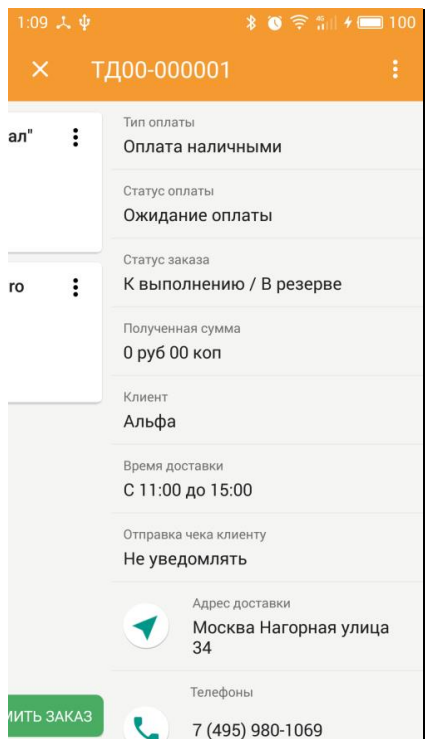 1:09
100
ТД00-000001
ал"
го
Тип оплаты
Оплата наличными
Статус оплаты
Ожидание оплаты
Статус заказа
К выполнению / В резерве
Полученная сумма
0 руб 00 коп
Клиент
Альфа
Время доставки
С 11:00 до 15:00
Отправка чека клиенту
Не уведомлять
Адрес доставки
Москва Нагорная улица
34
Телефоны
7 (495) 980-1069
МИТЬ ЗАКАЗ